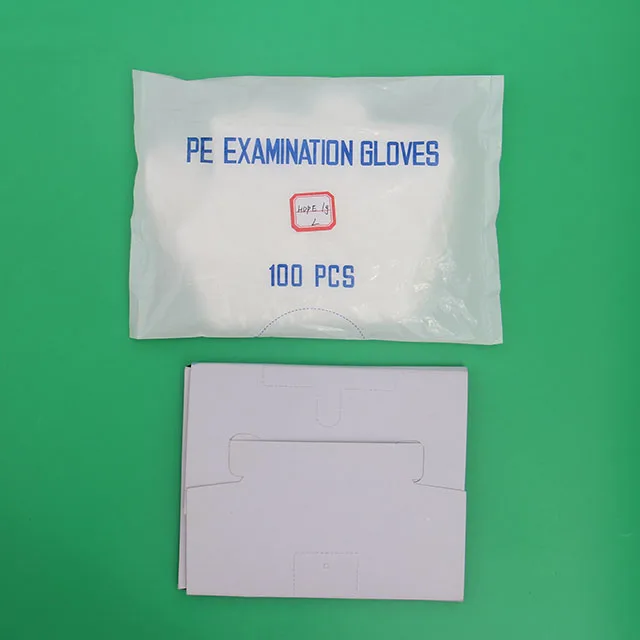 PE EXAMINATION GLOVES
HDPE 1g
L
100 PCS